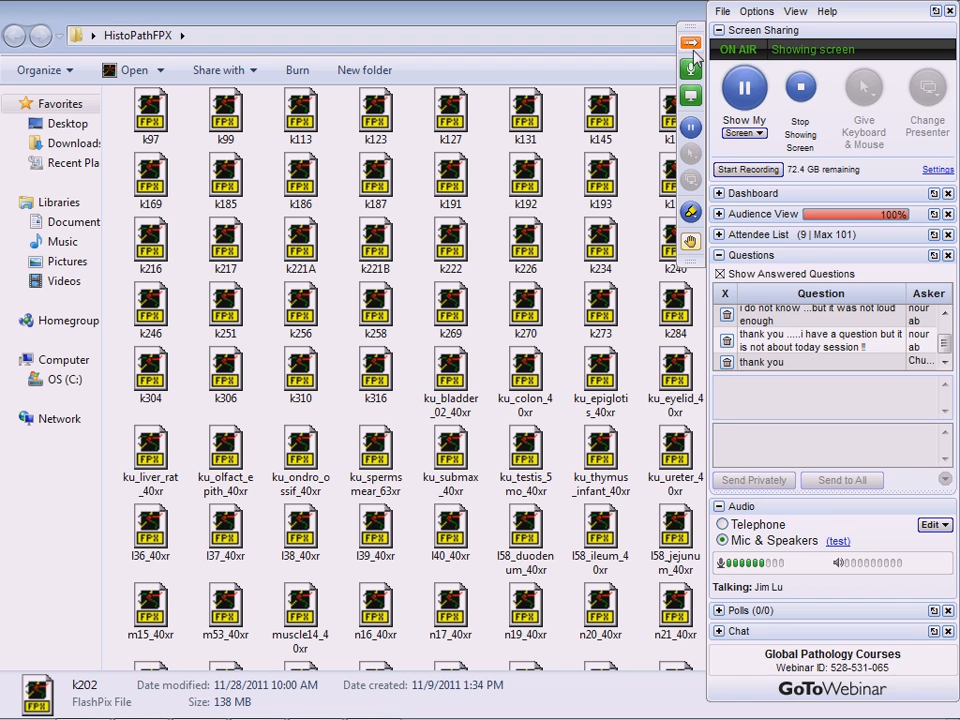 File Options View Help
Screen Sharing
HistoPathFPX
ON AIR Showing screen
Organize Open Share with Burn New folder
Favorites
Desktop
Downloads
Recent Pla
Libraries
Document
Music
Pictures
Videos
Homegroup
Computer
OS (C:)
Network
k97 k99 k113 k123 k127 k131 k145
k169 k185 k186 k187 k191 k192 k193
k216 k217 k221A k221B k222 k226 k234 k240
k246 k251 k256 k258 k269 k270 k273 k284
k304 k306 k310 k316 ku_bladder_02_40xr ku_colon_40xr ku_epiglotis_40xr ku_eyelid_40xr
ku_liver_rat_40xr ku_olfact_epith_40xr ku_ondro_ossif_40xr ku_spermsmear_63xr ku_submax_40xr ku_testis_5mo_40xr ku_thymus_infant_40xr ku_ureter_40xr
l36_40xr l37_40xr l38_40xr l39_40xr l40_40xr l58_duodenum_40xr l58_ileum_40xr l58_jejunum_40xr
m15_40xr m53_40xr muscle14_40xr n16_40xr n17_40xr n19_40xr n20_40xr n21_40xr
k202 Date modified: 11/28/2011 10:00 AM Date created: 11/9/2011 1:34 PM
FlashPix File Size: 138 MB
Show My Screen
Stop Showing Screen
Give Keyboard & Mouse
Change Presenter
Start Recording 72.4 GB remaining Settings
Dashboard
Audience View 100%
Attendee List (9 | Max 101)
Questions
Show Answered Questions
X Question Asker
i do not know ...but it was not loud enough nour ab
thank you .....i have a question but it is not about today session !! nour ab
thank you Chu...
Send Privately Send to All
Audio
Telephone Edit
Mic & Speakers (test)
Talking: Jim Lu
Polls (0/0)
Chat
Global Pathology Courses
Webinar ID: 528-531-065
GoToWebinar